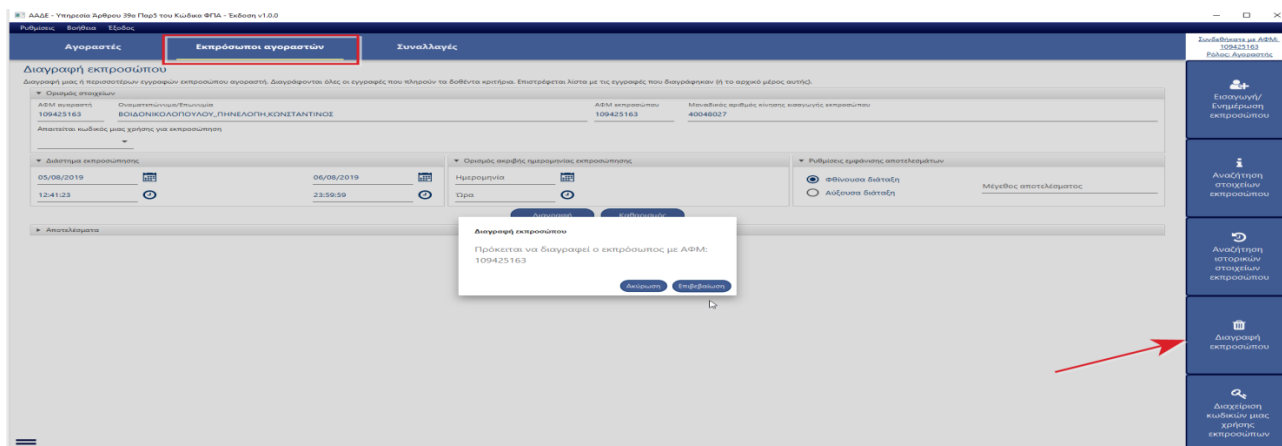 ΑΑΔΕ - Υπηρεσία Άρθρου 39α Παρ5 του Κώδικα ΦΠΑ - Έκδοση v1.0.0
Ρυθμίσεις Βοήθεια Έξοδος
Αγοραστές Εκπρόσωποι αγοραστών Συναλλαγές
Συνδεθήκατε με ΑΦΜ:
109425163
Ρόλος: Αγοραστής
Διαγραφή εκπροσώπου
Διαγραφή μιας ή περισσοτέρων εγγραφών εκπροσώπου αγοραστή. Διαγράφονται όλες οι εγγραφές που πληρούν τα δοθέντα κριτήρια. Επιστρέφεται λίστα με τις εγγραφές που διαγράφηκαν (ή το αρχικό μέρος αυτής).
Ορισμός στοιχείων
ΑΦΜ αγοραστή Ονοματεπώνυμο/Επωνυμία ΑΦΜ εκπροσώπου Μοναδικός αριθμός κίνησης εισαγωγής εκπροσώπου
109425163 ΒΟΙΔΟΝΙΚΟΛΟΠΟΥΛΟΥ,ΠΗΝΕΛΟΠΗ,ΚΩΝΣΤΑΝΤΙΝΟΣ 109425163 40048027
Απαιτείται κωδικός μιας χρήσης για εκπροσώπηση
Διάστημα εκπροσώπησης Ορισμός ακριβής ημερομηνίας εκπροσώπησης Ρυθμίσεις εμφάνισης αποτελεσμάτων
05/08/2019 06/08/2019 Ημερομηνία Φθίνουσα διάταξη Μέγεθος αποτελέσματος
12:41:23 23:59:59 Ώρα Αύξουσα διάταξη
Διαγραφή Καθαρισμός
Αποτελέσματα
Διαγραφή εκπροσώπου
Πρόκειται να διαγραφεί ο εκπρόσωπος με ΑΦΜ:
109425163
Ακύρωση Επιβεβαίωση
Εισαγωγή/
Ενημέρωση
εκπροσώπου
Αναζήτηση
στοιχείων
εκπροσώπου
Αναζήτηση
ιστορικών
στοιχείων
εκπροσώπου
Διαγραφή
εκπροσώπου
Διαχείριση
κωδικών μιας
χρήσης
εκπροσώπων